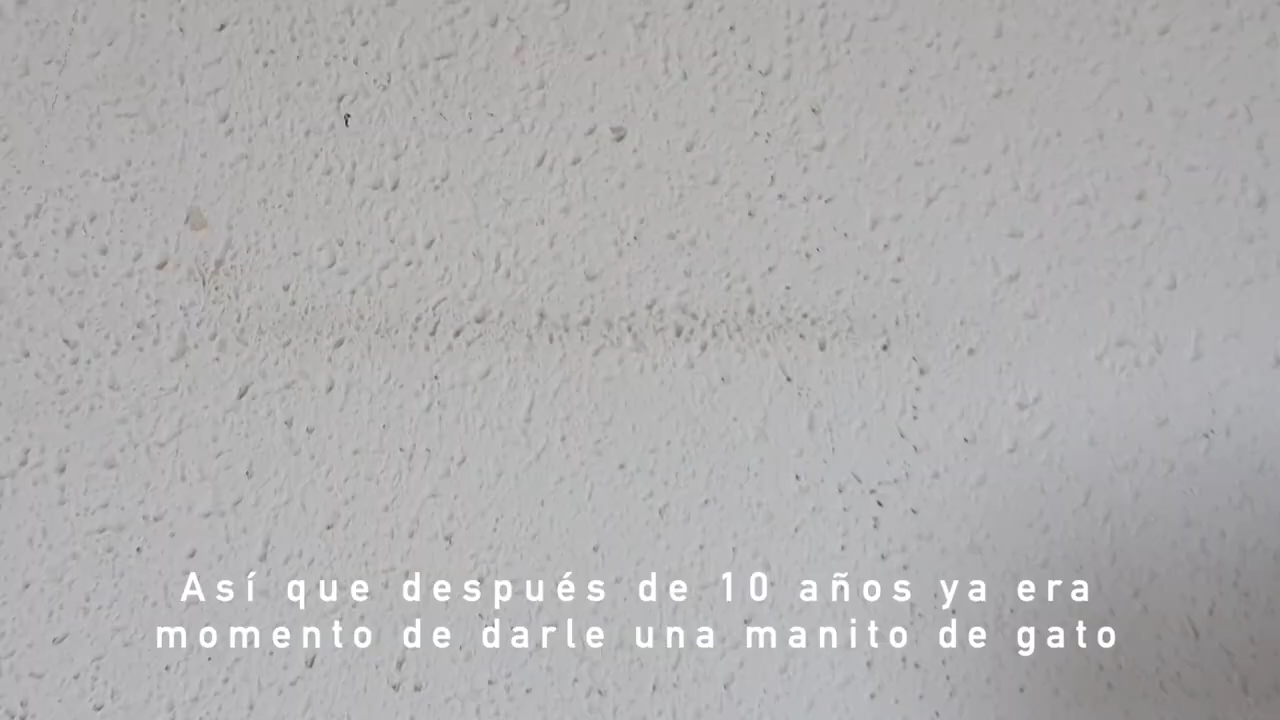 Así que después de 10 años ya era
momento de darle una manito de gato